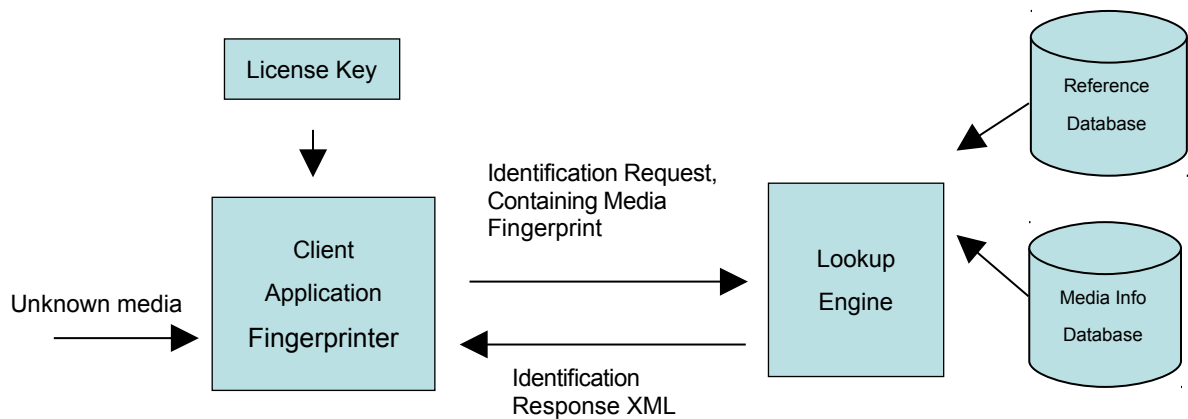 License Key
Reference
Database
Identification Request,
Containing Media
Fingerprint
Client
Application
Fingerprinter
Lookup
Engine
Unknown media
Media Info
Database
Identification
Response XML